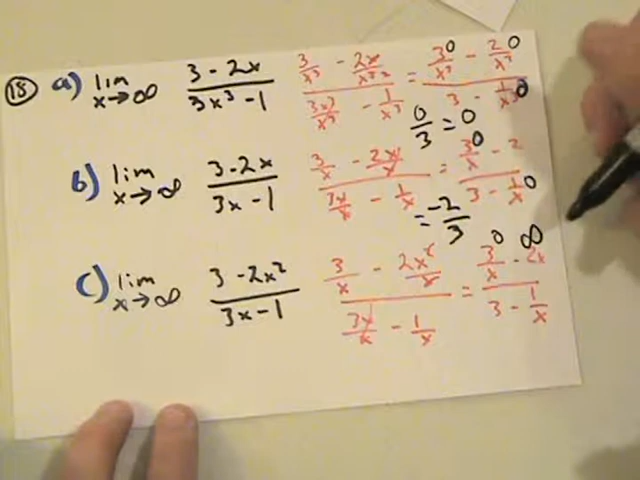 18 a) lim x→∞ (3 - 2x)/(3x³ - 1) (3/x³ - 2x/x³)/(3x³/x³ - 1/x³) = (3/x³ 0 - 2/x² 0)/(3 - 1/x³ 0)
0/3 = 0
b) lim x→∞ (3 - 2x)/(3x - 1) (3/x - 2x/x)/(3x/x - 1/x) = (3/x 0 - 2)/(3 - 1/x 0)
= -2/3
c) lim x→∞ (3 - 2x²)/(3x - 1) (3/x - 2x²/x)/(3x/x - 1/x) = (3/x 0 - 2x ∞)/(3 - 1/x)